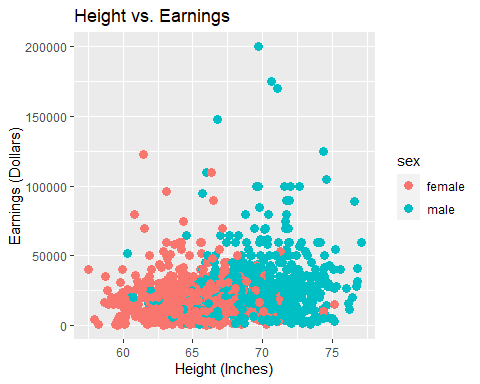 Height vs. Earnings
200000
150000
100000
50000
0
Earnings (Dollars)
60 65 70 75
Height (Inches)
sex
female
male